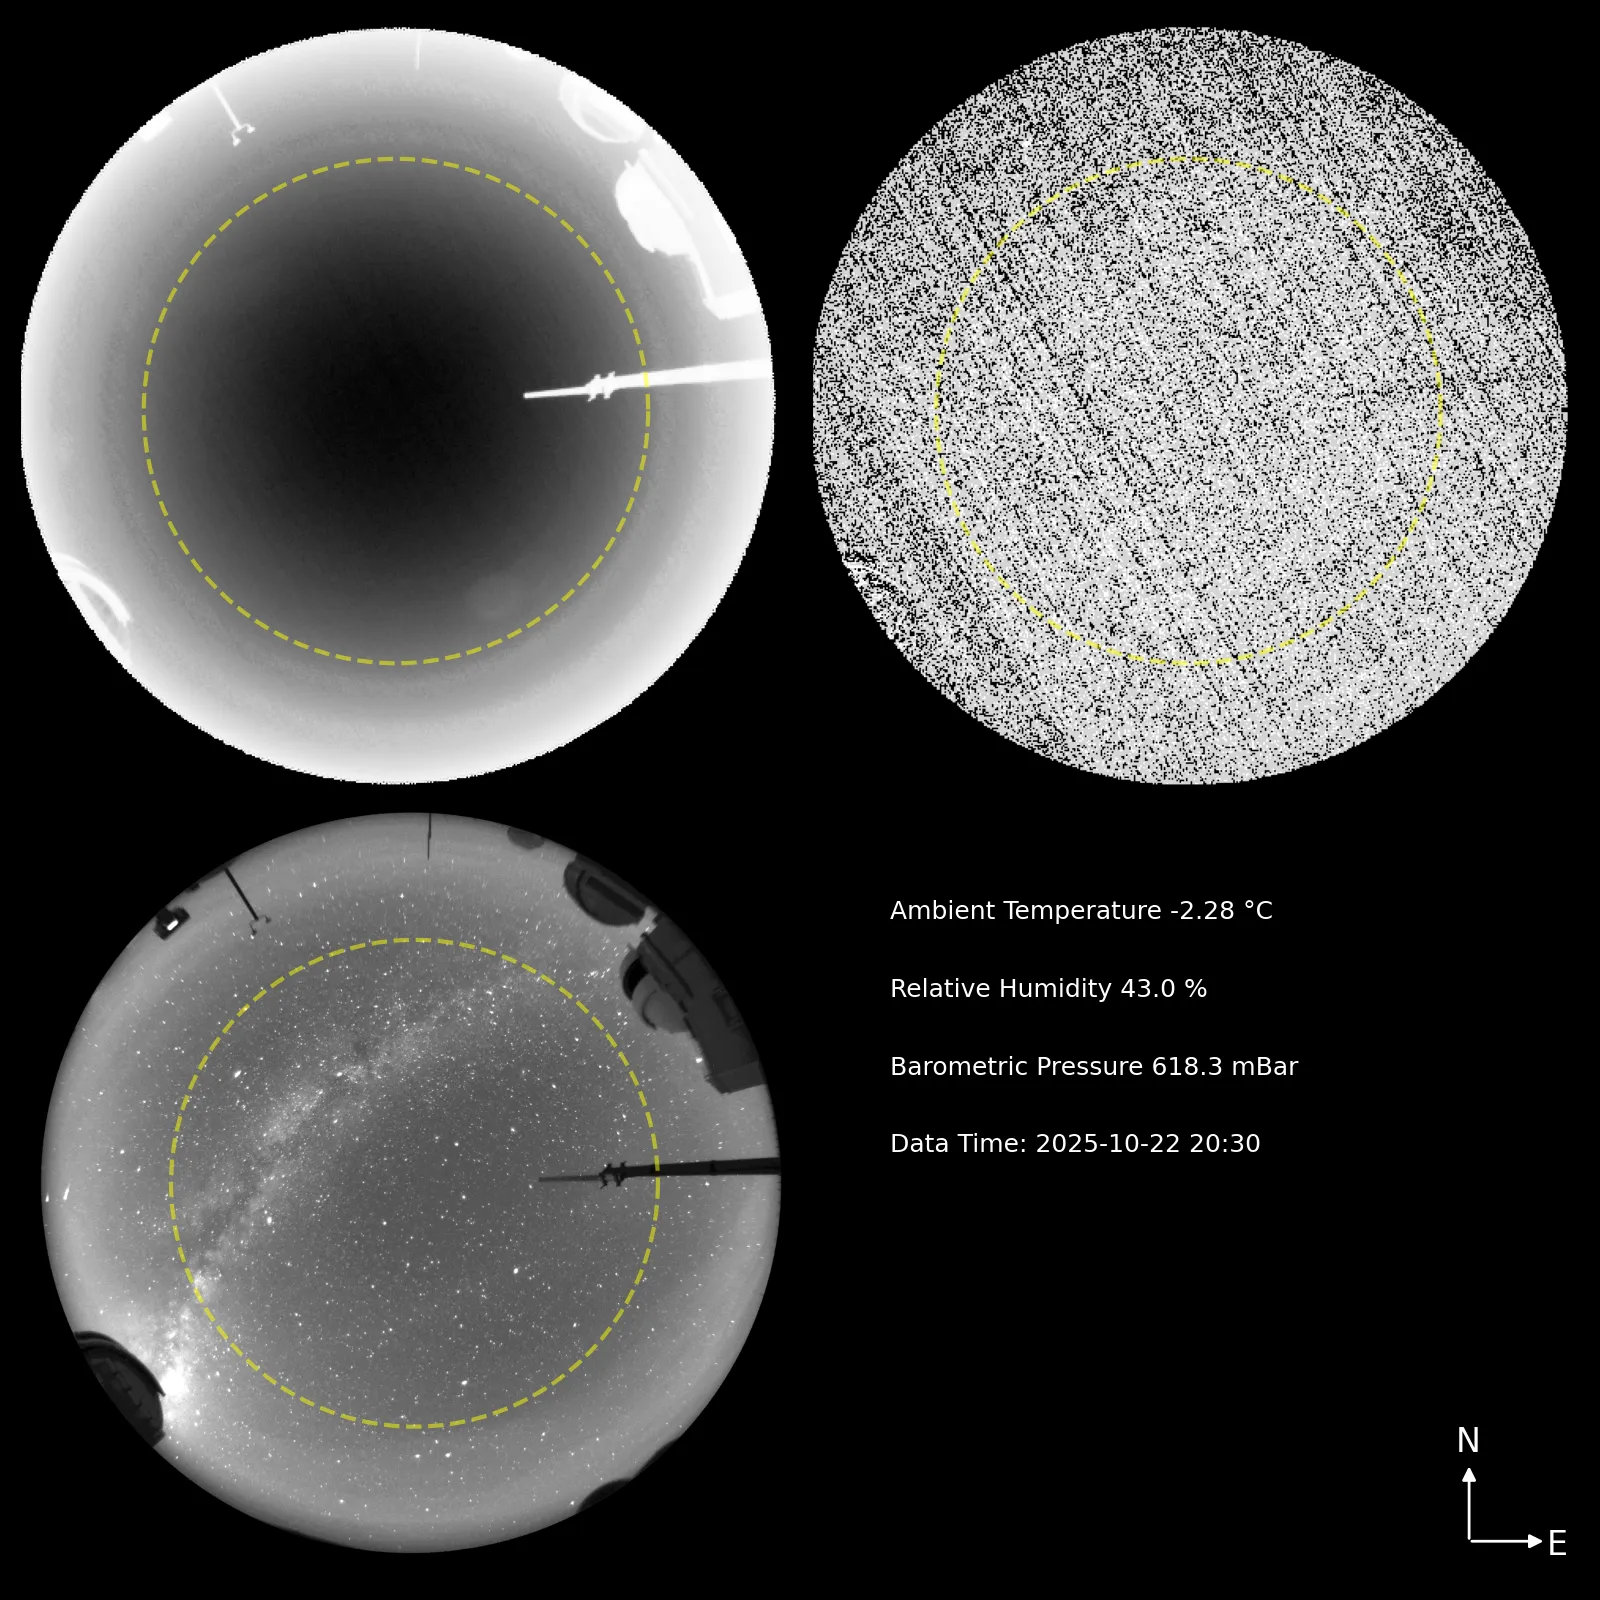 Ambient Temperature -2.28 °C
Relative Humidity 43.0 %
Barometric Pressure 618.3 mBar
Data Time: 2025-10-22 20:30
N
E